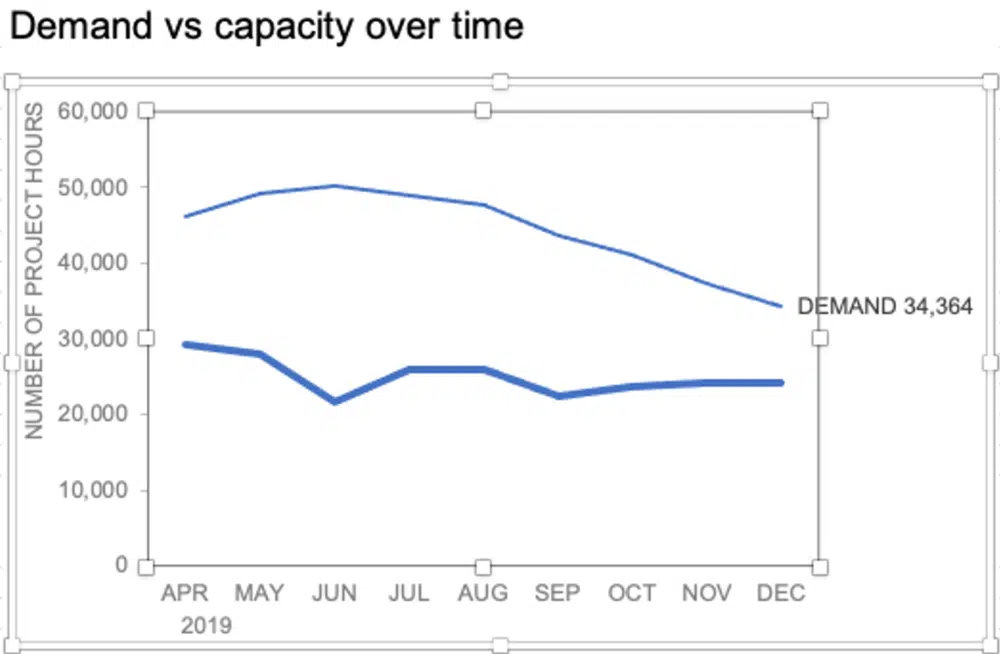 Demand vs capacity over time
NUMBER OF PROJECT HOURS
60,000
50,000
40,000
30,000
20,000
10,000
0
DEMAND 34,364
APR MAY JUN JUL AUG SEP OCT NOV DEC
2019